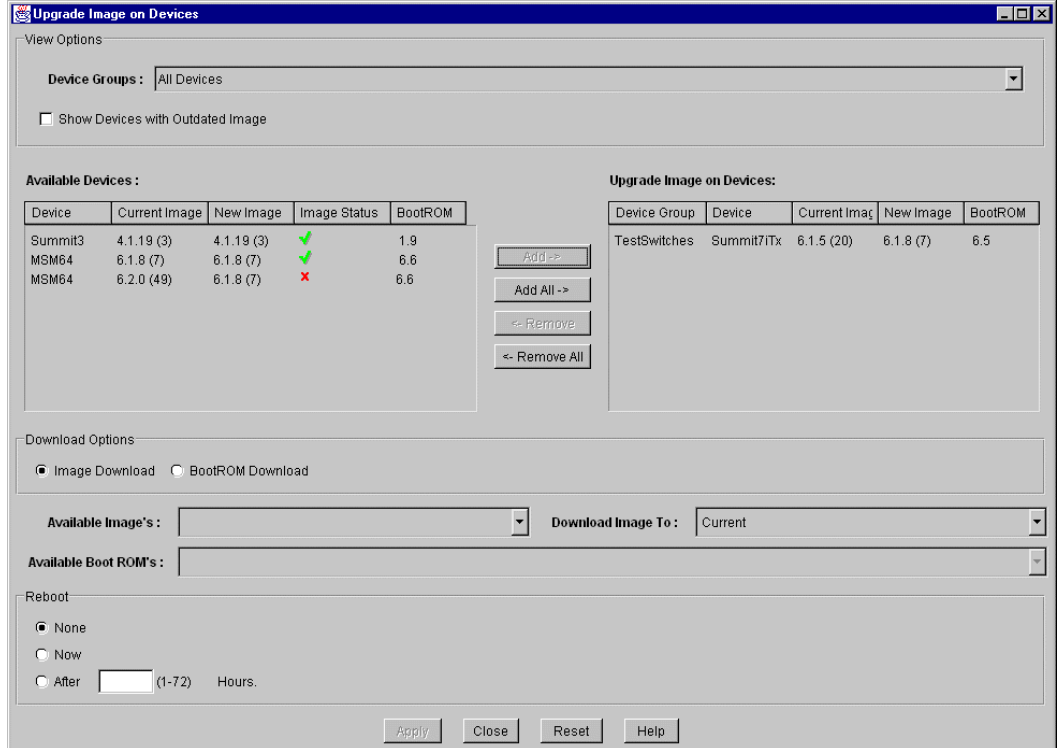 Upgrade Image on Devices
View Options
Device Groups : All Devices
Show Devices with Outdated Image
Available Devices :
Device Current Image New Image Image Status BootROM
Summit3 4.1.19 (3) 4.1.19 (3) 1.9
MSM64 6.1.8 (7) 6.1.8 (7) 6.6
MSM64 6.2.0 (49) 6.1.8 (7) 6.6
Add ->
Add All ->
<- Remove
<- Remove All
Upgrade Image on Devices:
Device Group Device Current Imag New Image BootROM
TestSwitches Summit7iTx 6.1.5 (20) 6.1.8 (7) 6.5
Download Options
Image Download BootROM Download
Available Image's : Download Image To : Current
Available Boot ROM's :
Reboot
None
Now
After (1-72) Hours.
Apply Close Reset Help